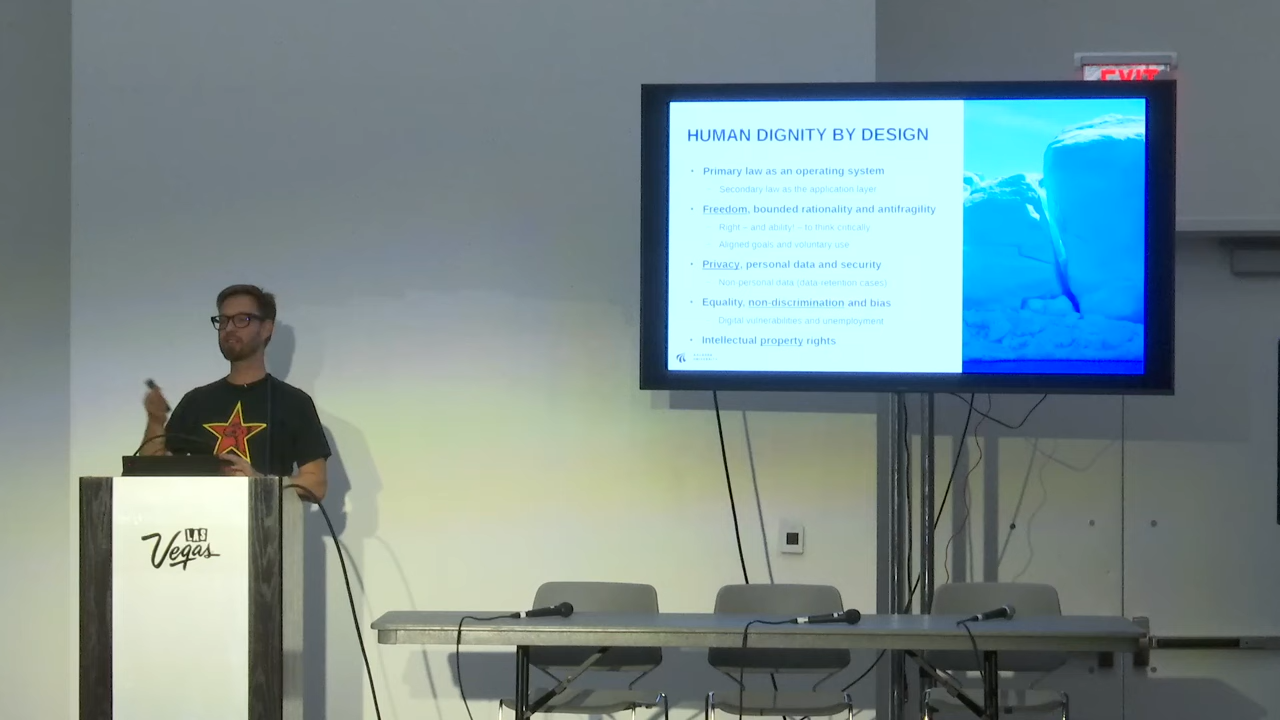 EXIT
HUMAN DIGNITY BY DESIGN
• Primary law as an operating system
Secondary law as the application layer
• Freedom, bounded rationality and antifragility
Right – and ability! – to think critically
Aligned goals and voluntary use
• Privacy, personal data and security
Non-personal data (data retention cases)
• Equality, non-discrimination and bias
Digital vulnerabilities and unemployment
• Intellectual property rights
LAS
Vegas